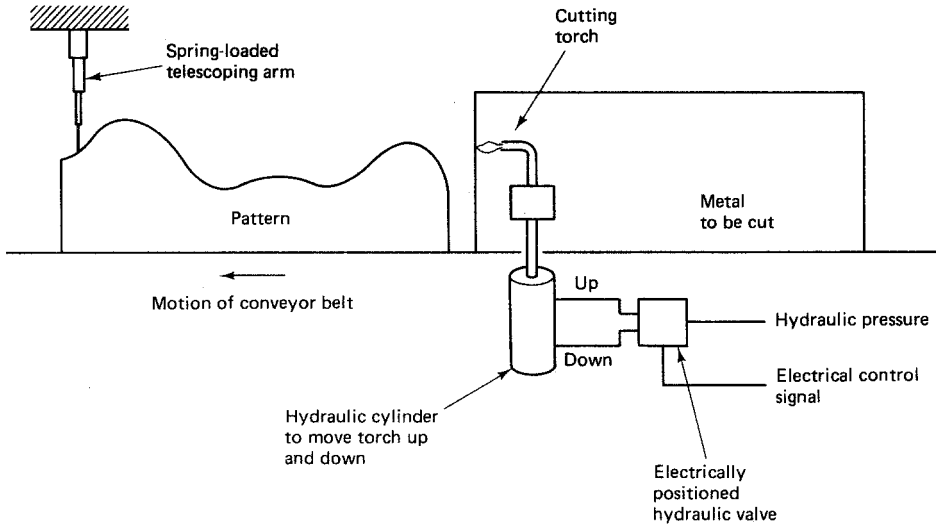 Cutting
torch
Spring-loaded
telescoping arm
Pattern
Metal
to be cut
Motion of conveyor belt
Up
Down
Hydraulic pressure
Electrical control
signal
Hydraulic cylinder
to move torch up
and down
Electrically
positioned
hydraulic valve